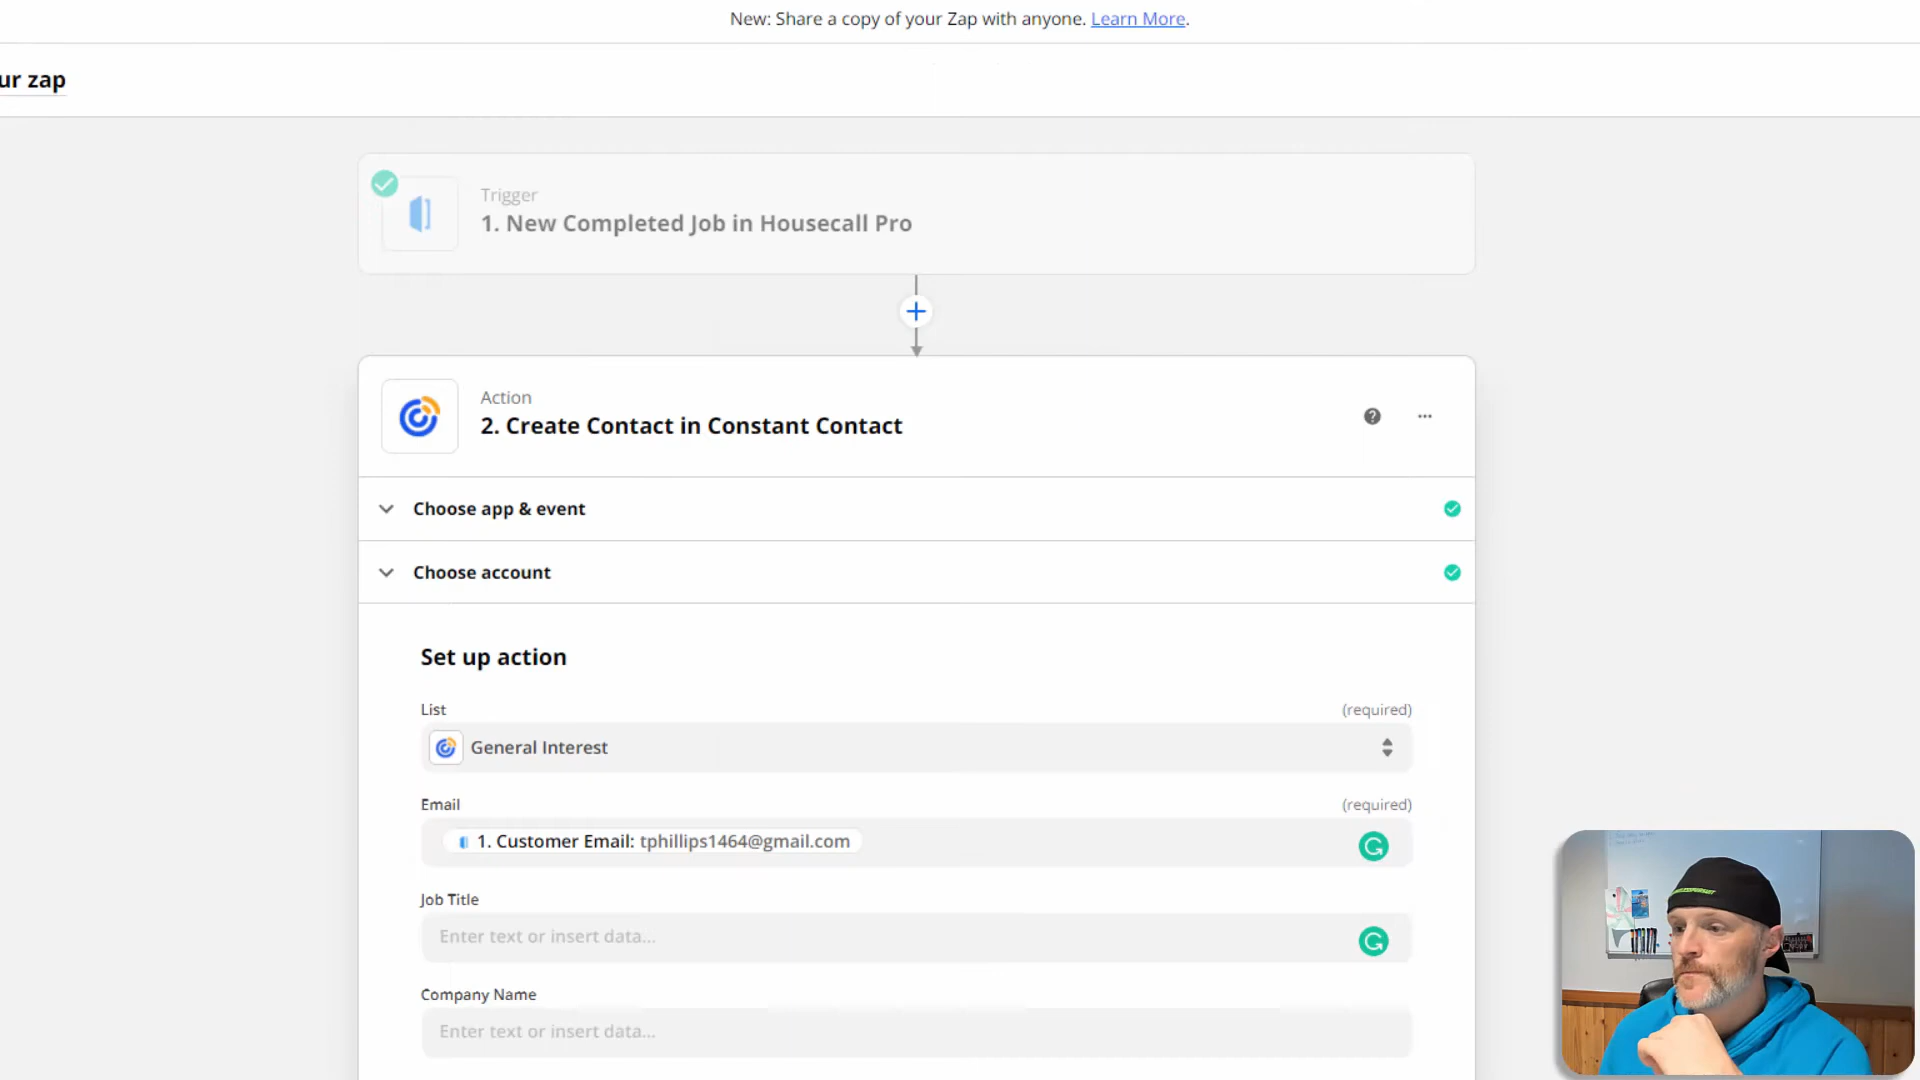 New: Share a copy of your Zap with anyone. Learn More.
ur zap
Trigger
1. New Completed Job in Housecall Pro
Action
2. Create Contact in Constant Contact
Choose app & event
Choose account
Set up action
List
(required)
General Interest
Email
(required)
1. Customer Email: tphillips1464@gmail.com
Job Title
Enter text or insert data...
Company Name
Enter text or insert data...